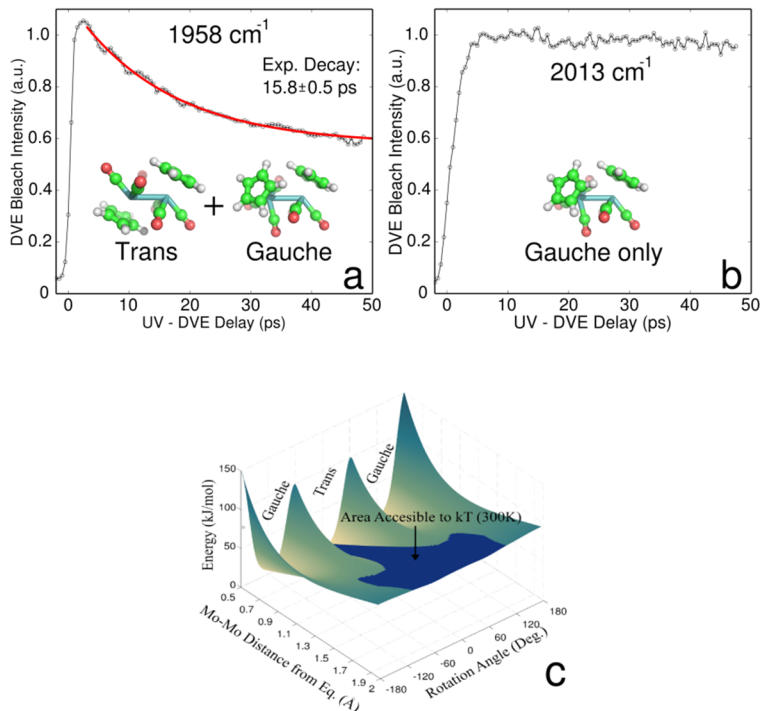 1958 cm-1
Exp. Decay:
15.8±0.5 ps
DVE Bleach Intensity (a.u.)
1.0
0.8
0.6
0.4
0.2
0
Trans
+
Gauche
a
0
10
20
30
40
50
UV - DVE Delay (ps)
2013 cm-1
DVE Bleach Intensity (a.u.)
1.0
0.8
0.6
0.4
0.2
0
Gauche only
b
0
10
20
30
40
50
UV - DVE Delay (ps)
Energy (kJ/mol)
150
100
50
0
Gauche
Trans
Gauche
Area Accesible to kT (300K)
0.5
0.7
0.9
1.1
1.3
1.5
1.7
1.9
2
Mo-Mo Distance from Eq. (Å)
-180
-120
-60
0
60
120
180
Rotation Angle (Deg.)
c